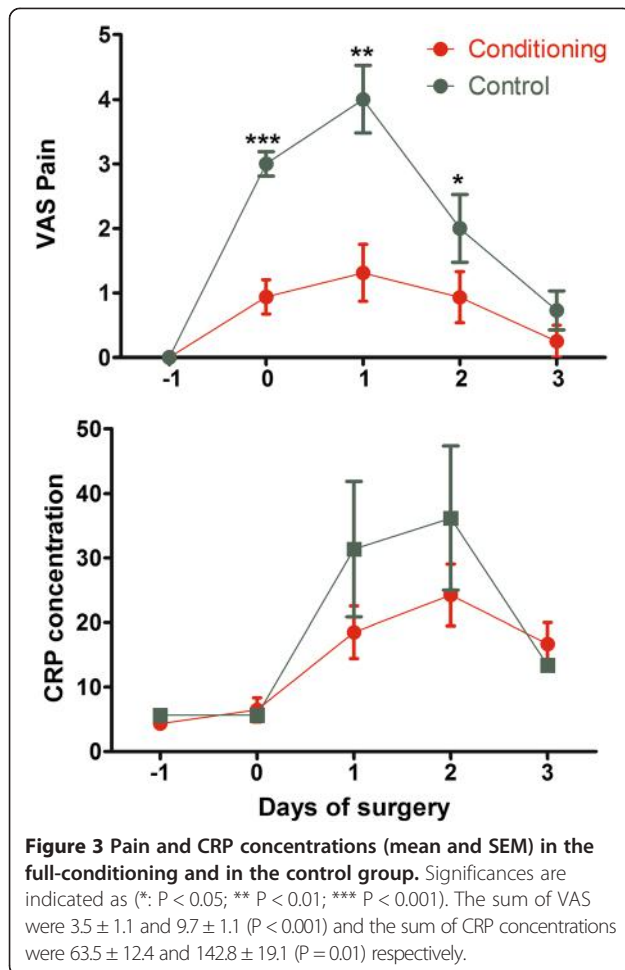 5
4
3
2
1
0
VAS Pain
Conditioning
Control
***
**
*
-1 0 1 2 3
50
40
30
20
10
0
CRP concentration
-1 0 1 2 3
Days of surgery
Figure 3 Pain and CRP concentrations (mean and SEM) in the
full-conditioning and in the control group. Significances are
indicated as (*: P < 0.05; ** P < 0.01; *** P < 0.001). The sum of VAS
were 3.5 ± 1.1 and 9.7 ± 1.1 (P < 0.001) and the sum of CRP concentrations
were 63.5 ± 12.4 and 142.8 ± 19.1 (P = 0.01) respectively.